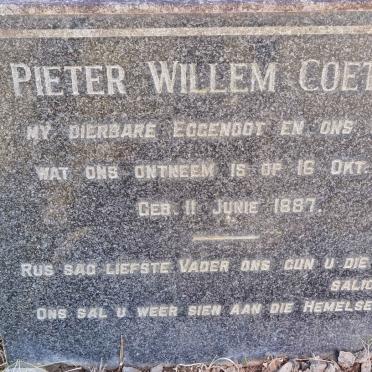 PIETER WILLEM COET
MY DIERBARE EGGENOOT EN ONS
WAT ONS ONTNEEM IS OP 16 OKT.
GEB. 11 JUNIE 1887.
RUS SAG LIEFSTE VADER ONS GUN U DIE
SALIG
ONS SAL U WEER SIEN AAN DIE HEMELSE